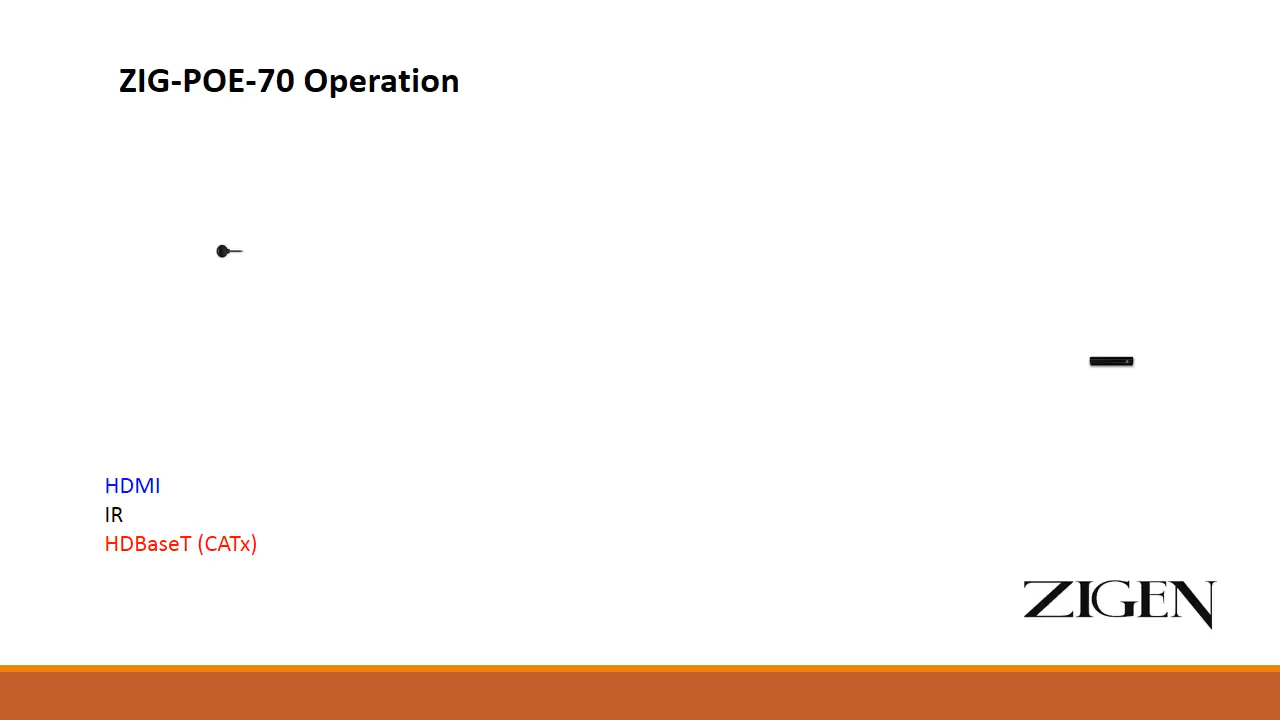 ZIG-POE-70 Operation
HDMI
IR
HDBaseT (CATx)
ZIGEN